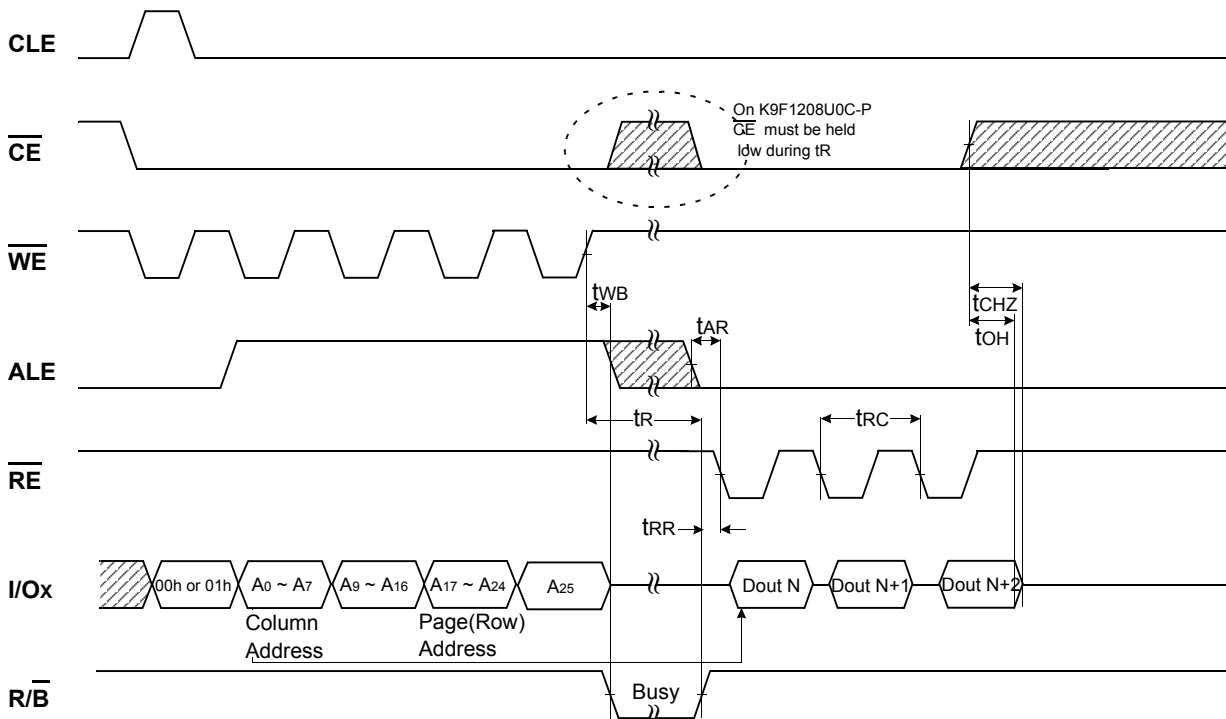 CLE
CE
On K9F1208U0C-P
CE must be held
low during tR
WE
tWB
tCHZ
tAR
tOH
ALE
tR
tRC
RE
tRR
I/Ox
00h or 01h
A0 ~ A7
A9 ~ A16
A17 ~ A24
A25
Dout N
Dout N+1
Dout N+2
Column
Address
Page(Row)
Address
R/B
Busy